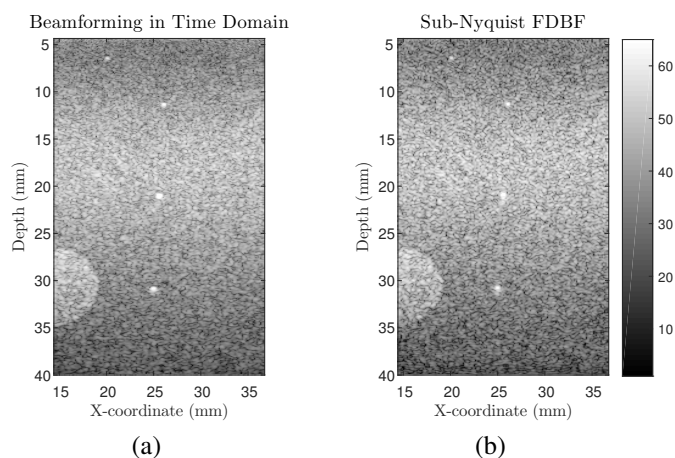 Beamforming in Time Domain
5
10
15
20
25
30
35
40
Depth (mm)
15 20 25 30 35
X-coordinate (mm)
(a)
Sub-Nyquist FDBF
5
10
15
20
25
30
35
40
Depth (mm)
15 20 25 30 35
X-coordinate (mm)
(b)
60
50
40
30
20
10